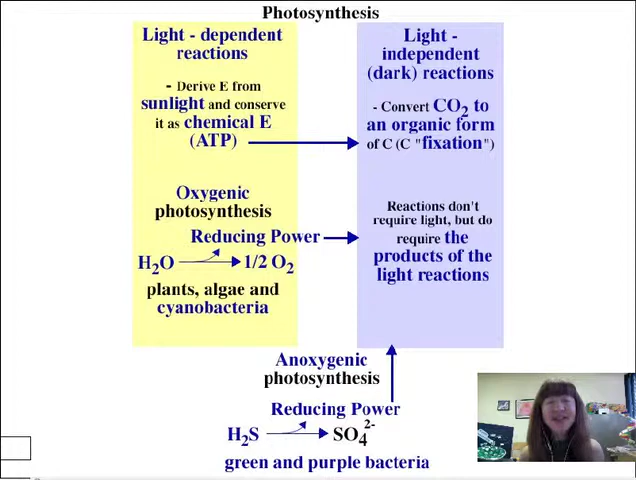 Photosynthesis
Light - dependent
reactions
- Derive E from
sunlight and conserve
it as chemical E
(ATP)
Oxygenic
photosynthesis
Reducing Power
H₂O → 1/2 O₂
plants, algae and
cyanobacteria
Light -
independent
(dark) reactions
- Convert CO₂ to
an organic form
of C (C "fixation")
Reactions don't
require light, but do
require the
products of the
light reactions
Anoxygenic
photosynthesis
Reducing Power
H₂S → SO₄²⁻
green and purple bacteria